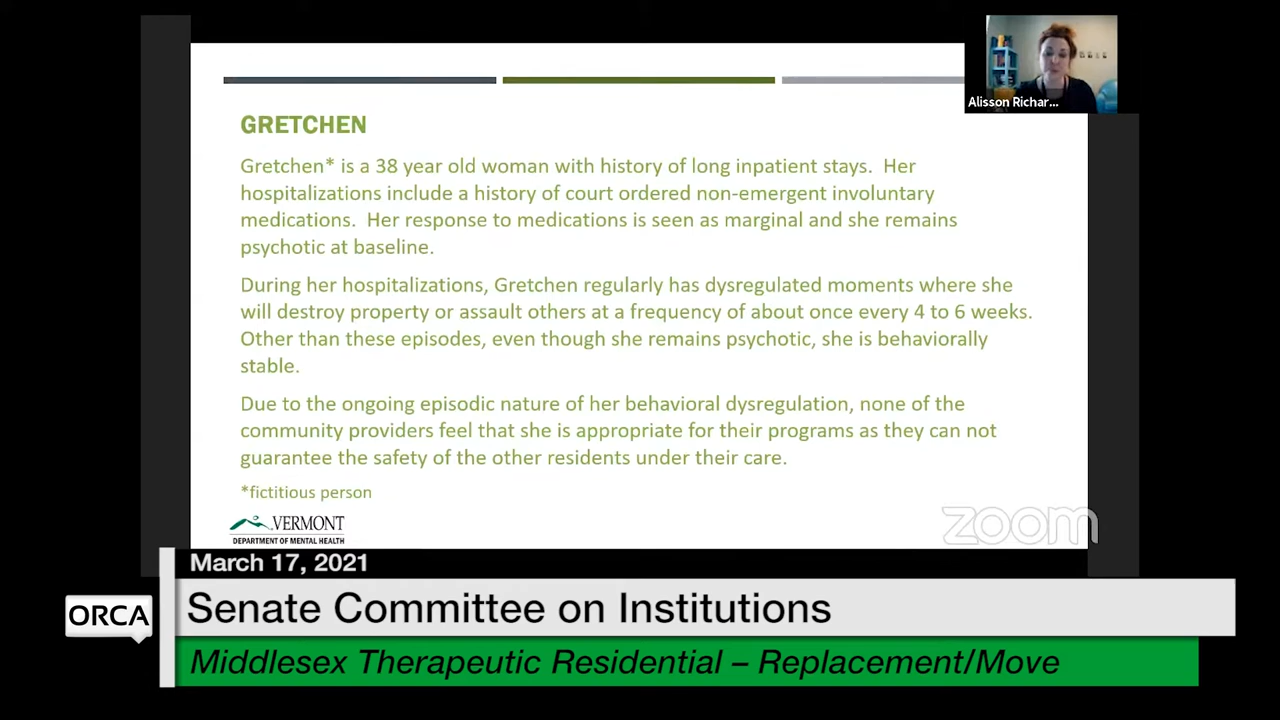 Alisson Richar...
GRETCHEN
Gretchen* is a 38 year old woman with history of long inpatient stays.  Her
hospitalizations include a history of court ordered non-emergent involuntary
medications.  Her response to medications is seen as marginal and she remains
psychotic at baseline.
During her hospitalizations, Gretchen regularly has dysregulated moments where she
will destroy property or assault others at a frequency of about once every 4 to 6 weeks.
Other than these episodes, even though she remains psychotic, she is behaviorally
stable.
Due to the ongoing episodic nature of her behavioral dysregulation, none of the
community providers feel that she is appropriate for their programs as they can not
guarantee the safety of the other residents under their care.
*fictitious person
VERMONT
DEPARTMENT OF MENTAL HEALTH
zoom
March 17, 2021
ORCA
Senate Committee on Institutions
Middlesex Therapeutic Residential – Replacement/Move